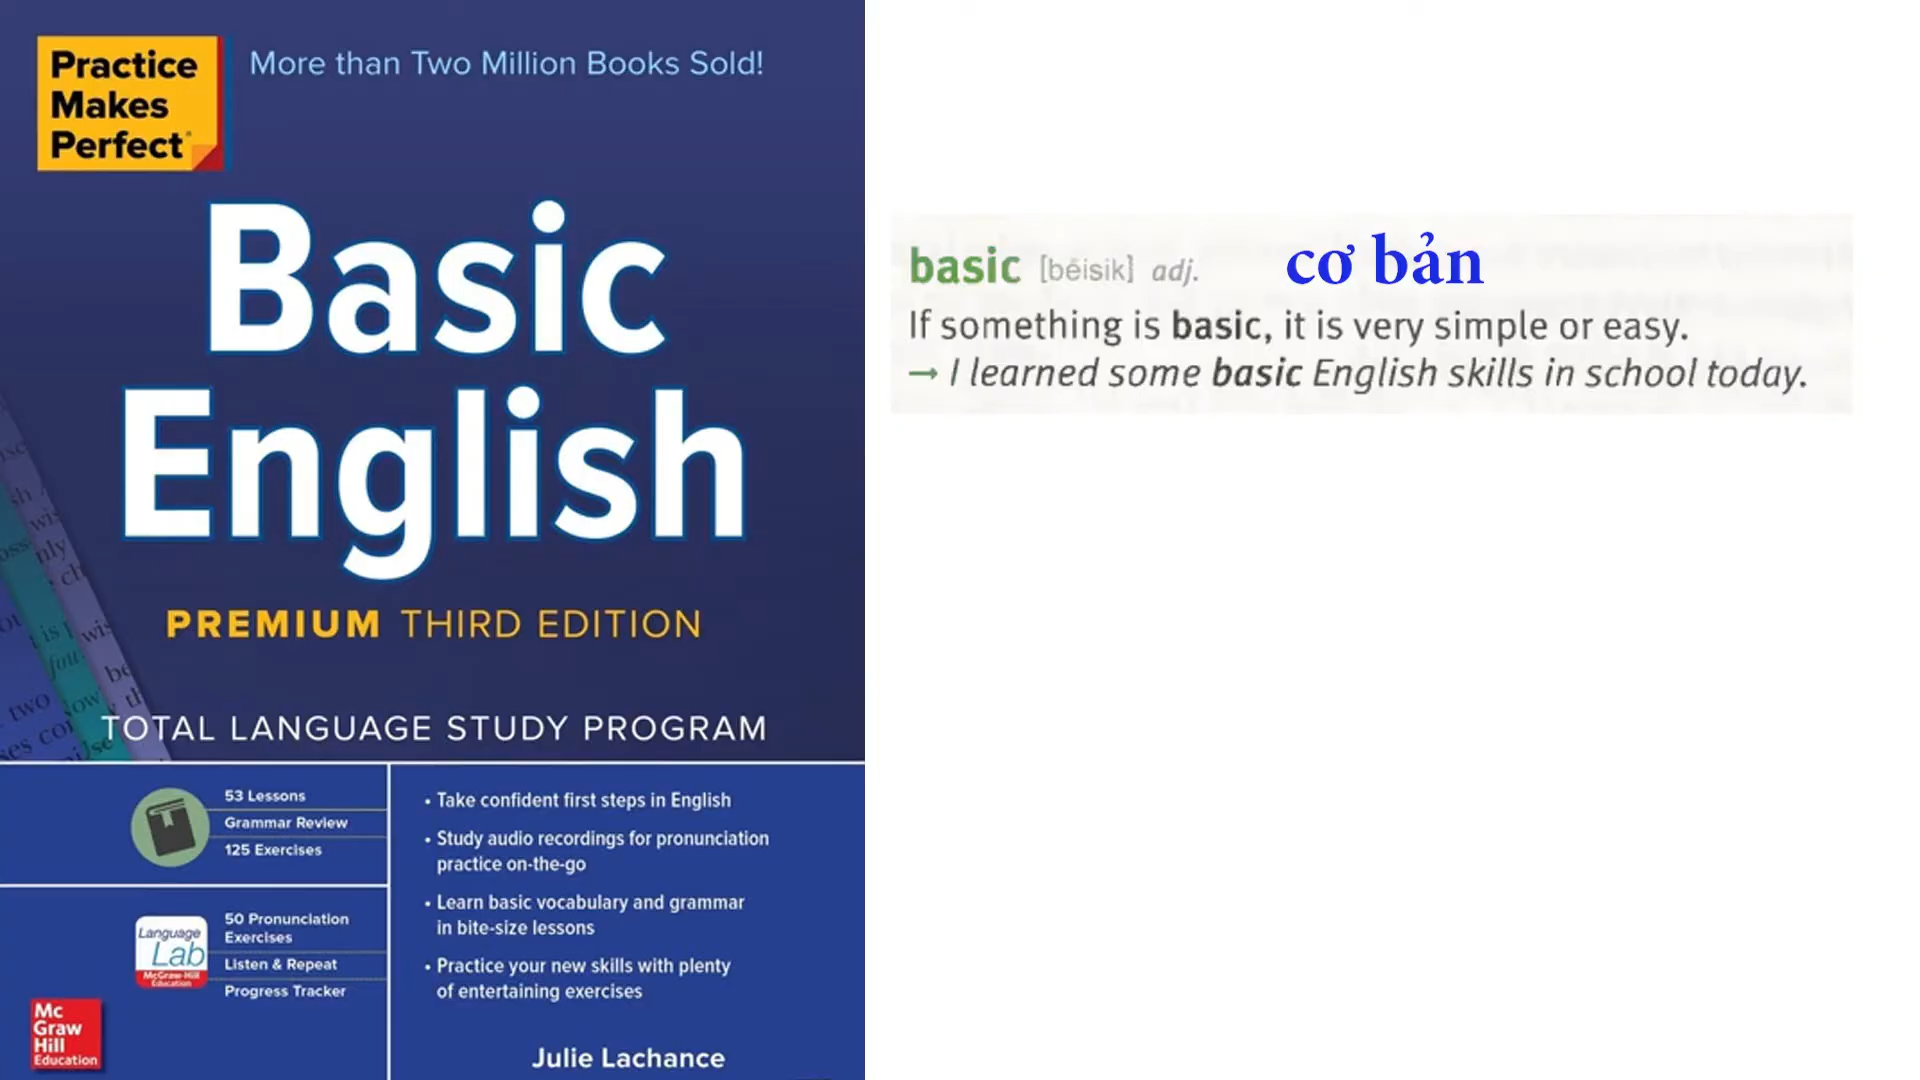 Practice
Makes
Perfect®
More than Two Million Books Sold!
Basic
English
PREMIUM THIRD EDITION
TOTAL LANGUAGE STUDY PROGRAM
53 Lessons
Grammar Review
125 Exercises
Language
Lab
McGraw-Hill
Education
50 Pronunciation
Exercises
Listen & Repeat
Progress Tracker
• Take confident first steps in English
• Study audio recordings for pronunciation
practice on-the-go
• Learn basic vocabulary and grammar
in bite-size lessons
• Practice your new skills with plenty
of entertaining exercises
Mc
Graw
Hill
Education
Julie Lachance
basic [béisik] adj. cơ bản
If something is basic, it is very simple or easy.
→ I learned some basic English skills in school today.